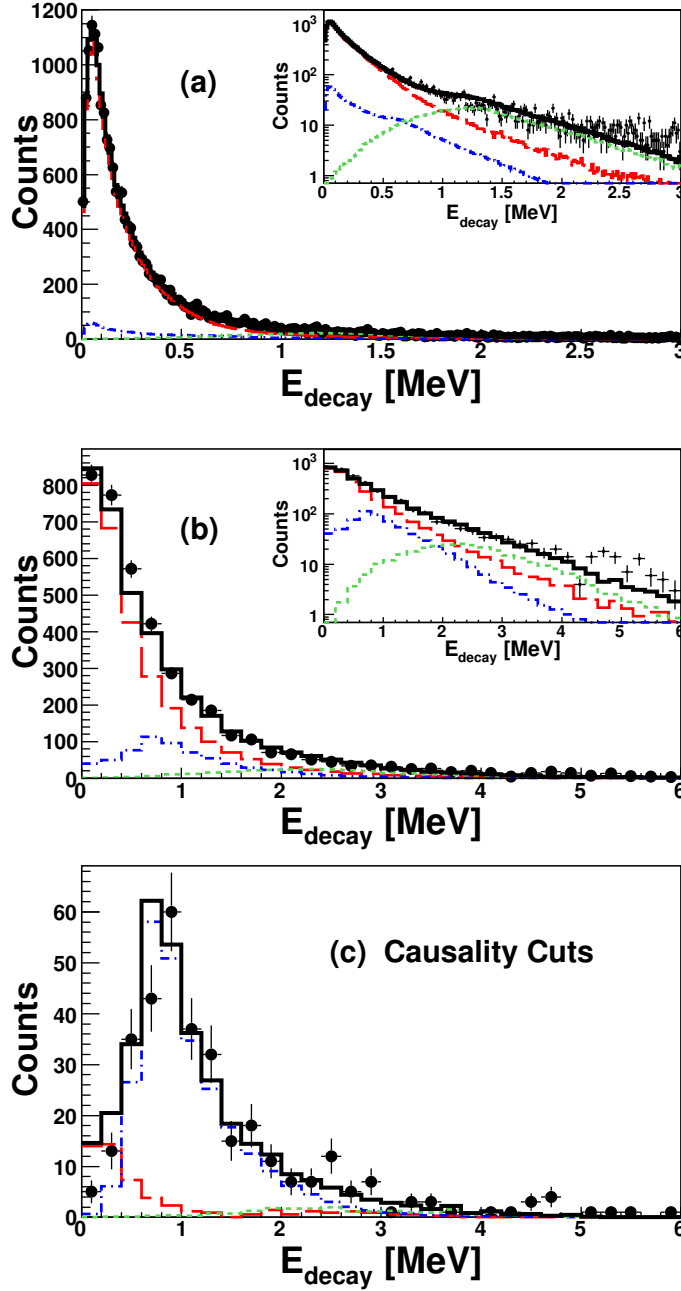 1200
1000
800
600
400
200
0
Counts
(a)
10³
10²
10
1
Counts
0 0.5 1 1.5 2 2.5 3
E_decay [MeV]
0 0.5 1 1.5 2 2.5 3
E_decay [MeV]
800
700
600
500
400
300
200
100
0
Counts
(b)
10³
10²
10
1
Counts
0 1 2 3 4 5 6
E_decay [MeV]
0 1 2 3 4 5 6
E_decay [MeV]
60
50
40
30
20
10
0
Counts
(c) Causality Cuts
0 1 2 3 4 5 6
E_decay [MeV]